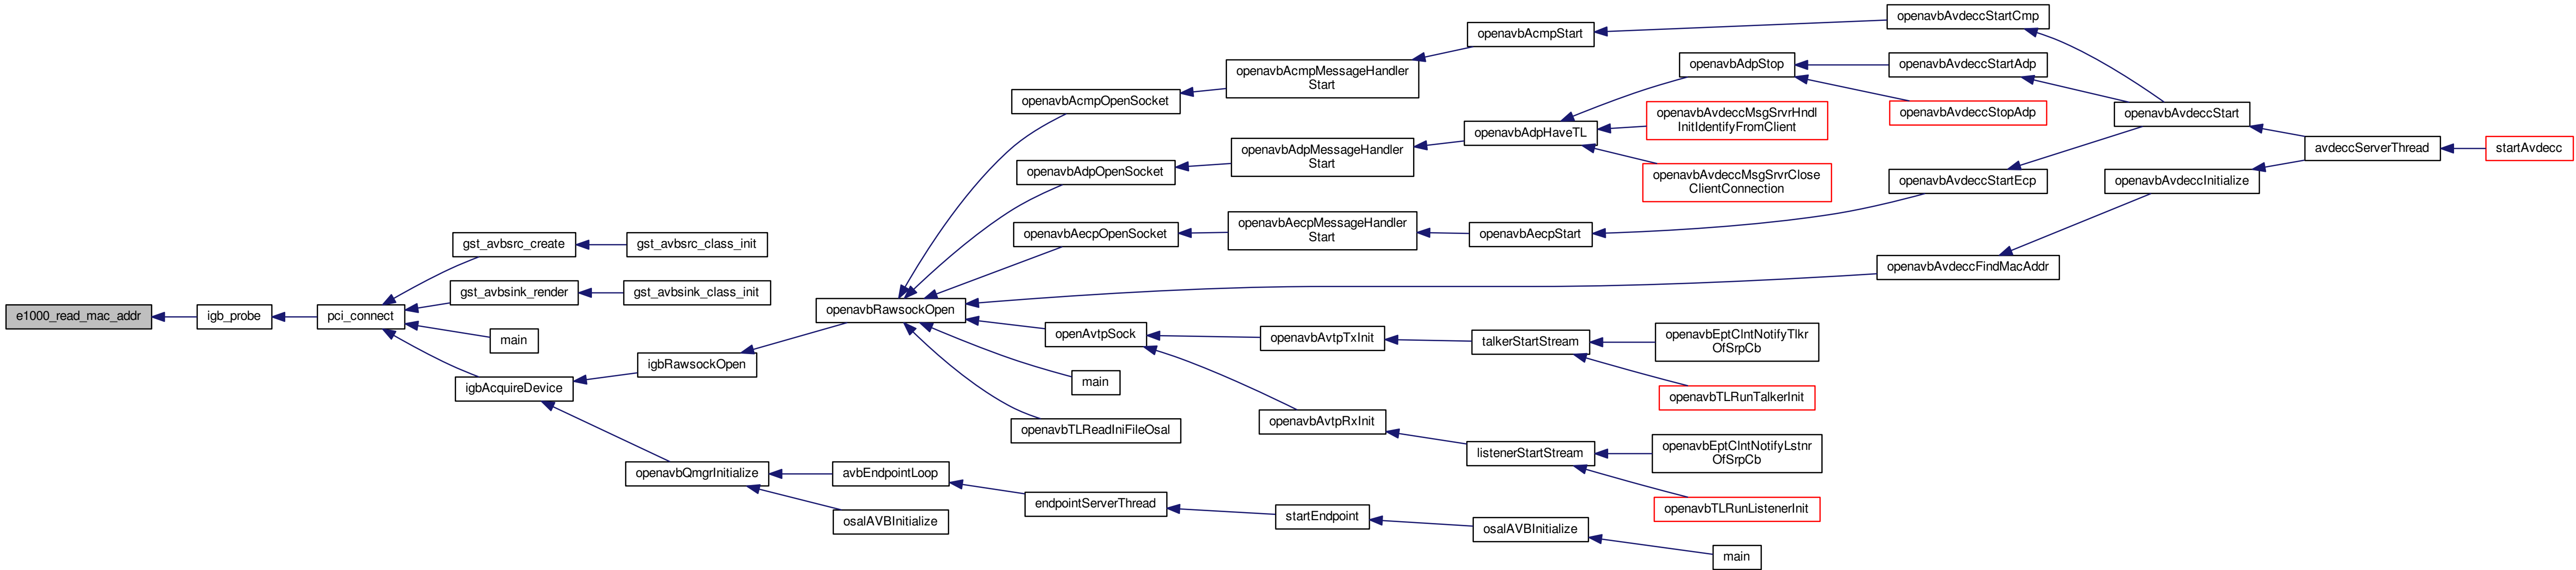 e1000_read_mac_addr
igb_probe
pci_connect
gst_avbsrc_create
gst_avbsrc_class_init
gst_avbsink_render
gst_avbsink_class_init
main
igbAcquireDevice
igbRawsockOpen
openavbRawsockOpen
openavbAcmpOpenSocket
openavbAcmpMessageHandler
Start
openavbAcmpStart
openavbAvdeccStartCmp
openavbAvdeccStart
avdeccServerThread
startAvdecc
openavbAdpOpenSocket
openavbAdpMessageHandler
Start
openavbAdpHaveTL
openavbAdpStop
openavbAvdeccStartAdp
openavbAvdeccStopAdp
openavbAvdeccMsgSrvrHndl
InitIdentifyFromClient
openavbAvdeccMsgSrvrClose
ClientConnection
openavbAecpOpenSocket
openavbAecpMessageHandler
Start
openavbAecpStart
openavbAvdeccStartEcp
openavbAvdeccFindMacAddr
openavbAvdeccInitialize
openAvtpSock
openavbAvtpTxInit
talkerStartStream
openavbEptClntNotifyTlkr
OfSrpCb
openavbTLRunTalkerInit
openavbAvtpRxInit
listenerStartStream
openavbEptClntNotifyLstnr
OfSrpCb
openavbTLRunListenerInit
main
openavbTLReadIniFileOsal
openavbQmgrInitialize
avbEndpointLoop
endpointServerThread
startEndpoint
osalAVBInitialize
main
osalAVBInitialize